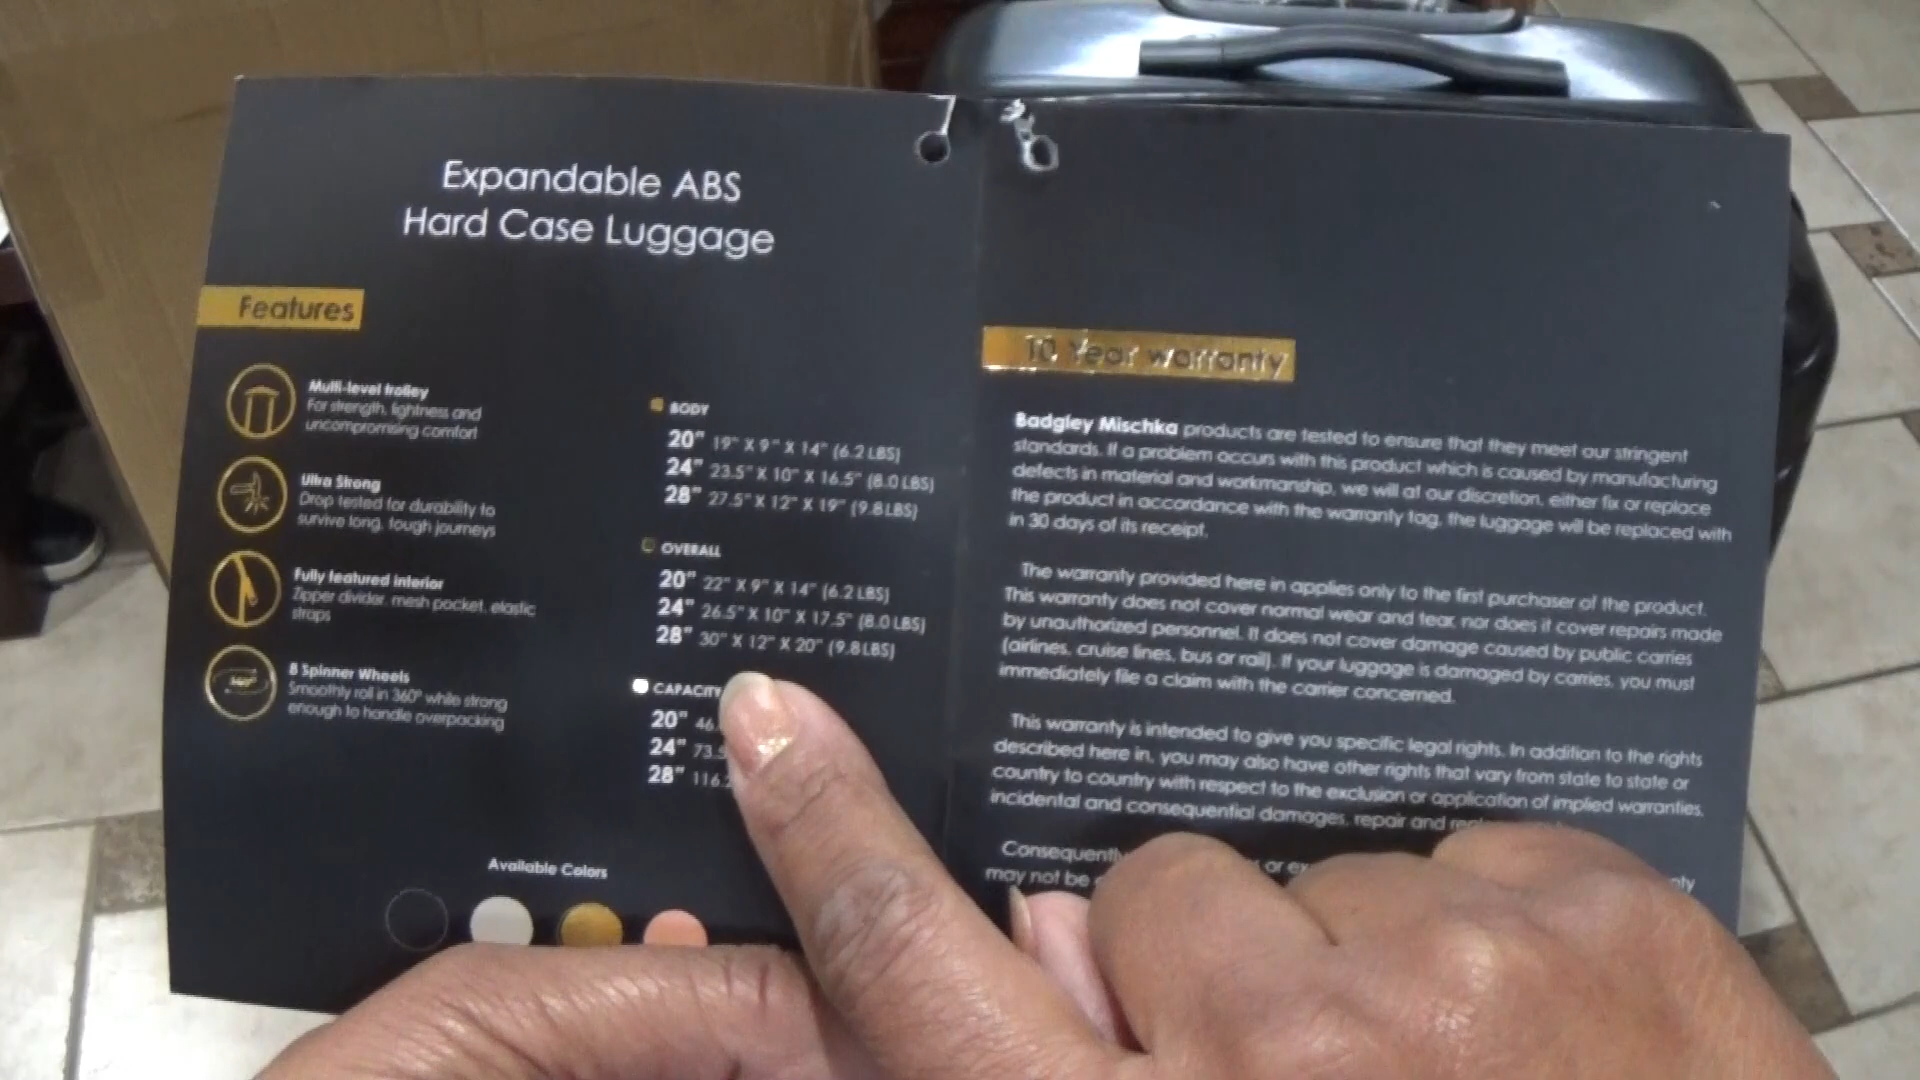 Expandable ABS
Hard Case Luggage
Features
Multi-level trolley
For strength, lightness and
uncompromising comfort
Ultra Strong
Drop tested for durability to
survive long, tough journeys
Fully featured interior
Zipper divider, mesh pocket, elastic
straps
360°
8 Spinner Wheels
Smoothly roll in 360° while strong
enough to handle overpacking
BODY
20" 19" X 9" X 14" (6.2 LBS)
24" 23.5" X 10" X 16.5" (8.0 LBS)
28" 27.5" X 12" X 19" (9.8 LBS)
OVERALL
20" 22" X 9" X 14" (6.2 LBS)
24" 26.5" X 10" X 17.5" (8.0 LBS)
28" 30" X 12" X 20" (9.8 LBS)
CAPACITY
20" 46.
24" 73.5
28" 116.
Available Colors
10 Year warranty
Badgley Mischka products are tested to ensure that they meet our stringent
standards. If a problem occurs with this product which is caused by manufacturing
defects in material and workmanship, we will at our discretion, either fix or replace
the product in accordance with the warranty tag, the luggage will be replaced with
in 30 days of its receipt.
The warranty provided here in applies only to the first purchaser of the product.
This warranty does not cover normal wear and tear, nor does it cover repairs made
by unauthorized personnel. It does not cover damage caused by public carries
(airlines, cruise lines, bus or rail). If your luggage is damaged by carries, you must
immediately file a claim with the carrier concerned.
This warranty is intended to give you specific legal rights. In addition to the rights
described here in, you may also have other rights that vary from state to state or
country to country with respect to the exclusion or application of implied warranties,
incidental and consequential damages, repair and
Consequently or
may not be